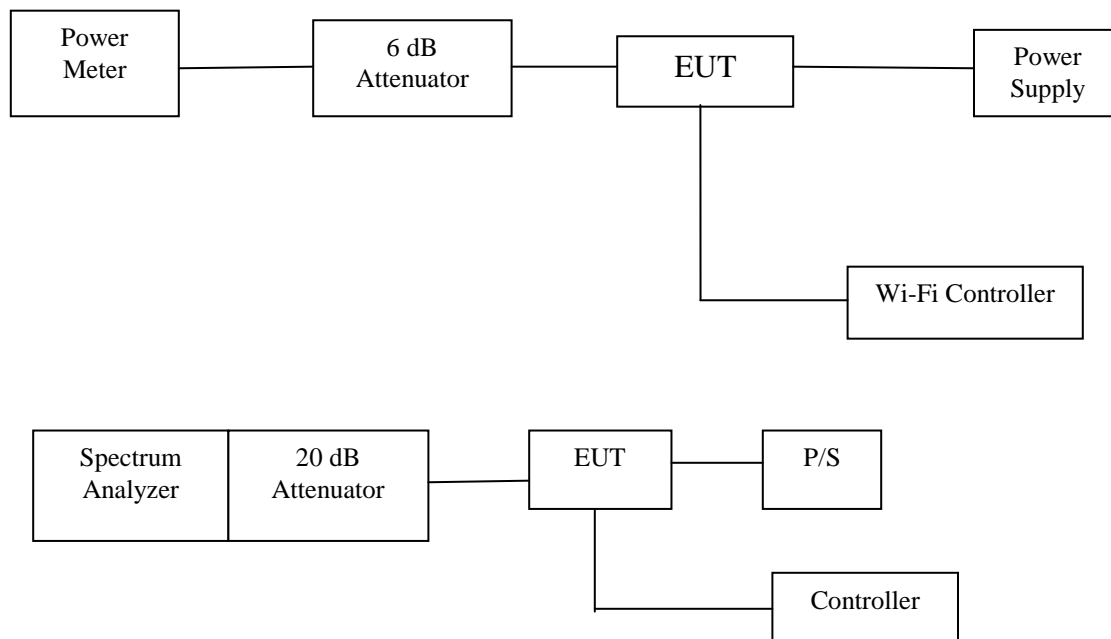 Power
Meter
6 dB
Attenuator
EUT
Power
Supply
Wi-Fi Controller
Spectrum
Analyzer
20 dB
Attenuator
EUT
P/S
Controller